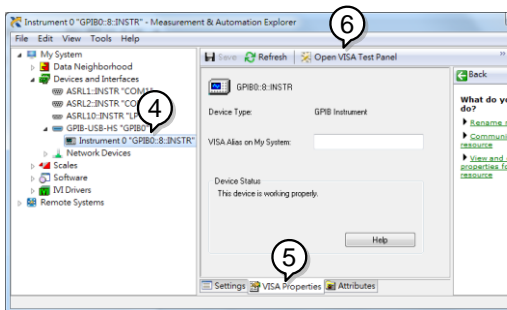 Instrument 0 "GPIB0::8::INSTR" - Measurement & Automation Explorer
6
File Edit View Tools Help
My System
Data Neighborhood
Devices and Interfaces
ASRL1::INSTR "COM1"
ASRL2::INSTR "CO
ASRL10::INSTR "LP
GPIB-USB-HS "GPIB0"
Instrument 0 "GPIB0::8::INSTR"
Network Devices
Scales
Software
IVI Drivers
Remote Systems
4
Save Refresh Open VISA Test Panel
»
GPIB0::8::INSTR
Device Type: GPIB Instrument
VISA Alias on My System:
Device Status
This device is working properly.
Help
5
Settings VISA Properties Attributes
Back
What do yo
do?
Rename
Communi
resource
View and
properties fo
resource